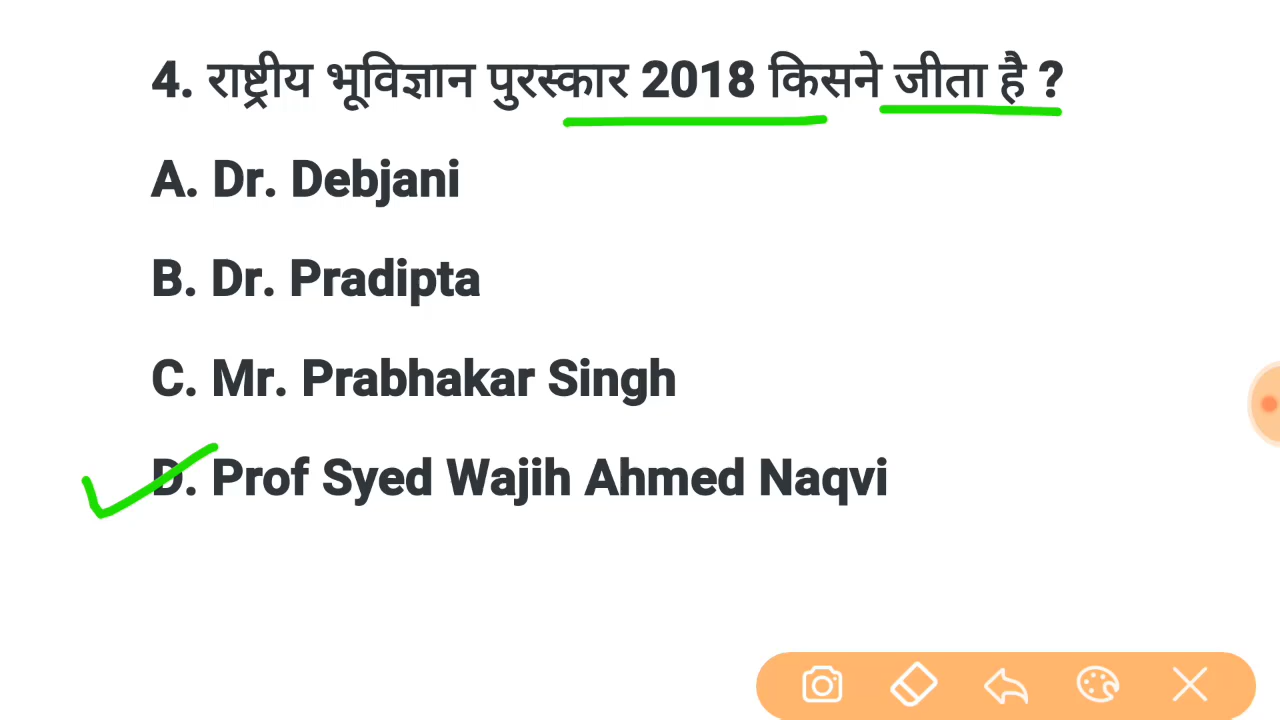 4. राष्ट्रीय भूविज्ञान पुरस्कार 2018 किसने जीता है ?
A. Dr. Debjani
B. Dr. Pradipta
C. Mr. Prabhakar Singh
D. Prof Syed Wajih Ahmed Naqvi